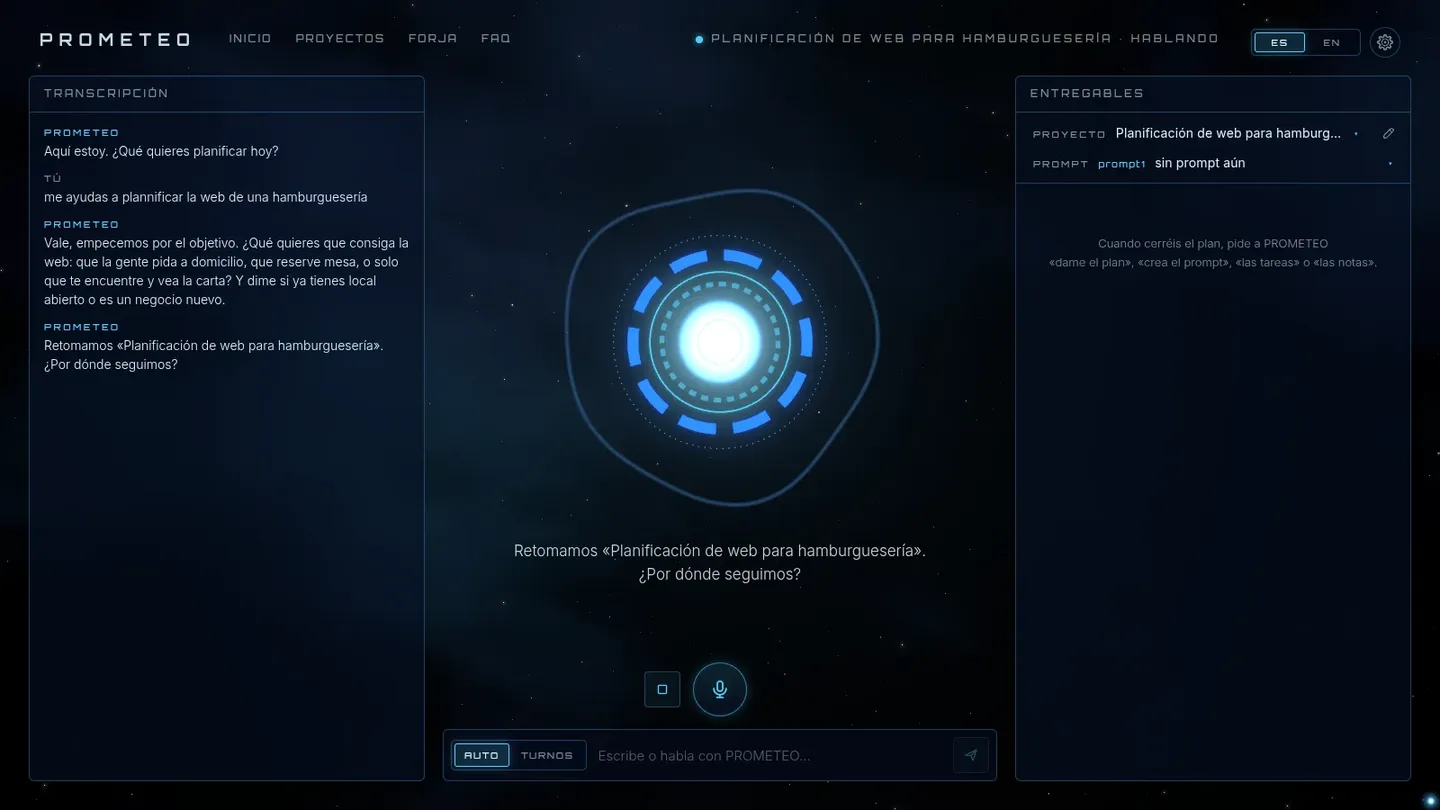 PROMETEO
INICIO PROYECTOS FORJA FAQ
PLANIFICACIÓN DE WEB PARA HAMBURGUESERÍA · HABLANDO
ES EN
TRANSCRIPCIÓN
PROMETEO
Aquí estoy. ¿Qué quieres planificar hoy?
TÚ
me ayudas a plannificar la web de una hamburguesería
PROMETEO
Vale, empecemos por el objetivo. ¿Qué quieres que consiga la
web: que la gente pida a domicilio, que reserve mesa, o solo
que te encuentre y vea la carta? Y dime si ya tienes local
abierto o es un negocio nuevo.
PROMETEO
Retomamos «Planificación de web para hamburguesería».
¿Por dónde seguimos?
Retomamos «Planificación de web para hamburguesería».
¿Por dónde seguimos?
AUTO TURNOS Escribe o habla con PROMETEO...
ENTREGABLES
PROYECTO Planificación de web para hamburg...
PROMPT prompt1 sin prompt aún
Cuando cerréis el plan, pide a PROMETEO
«dame el plan», «crea el prompt», «las tareas» o «las notas».